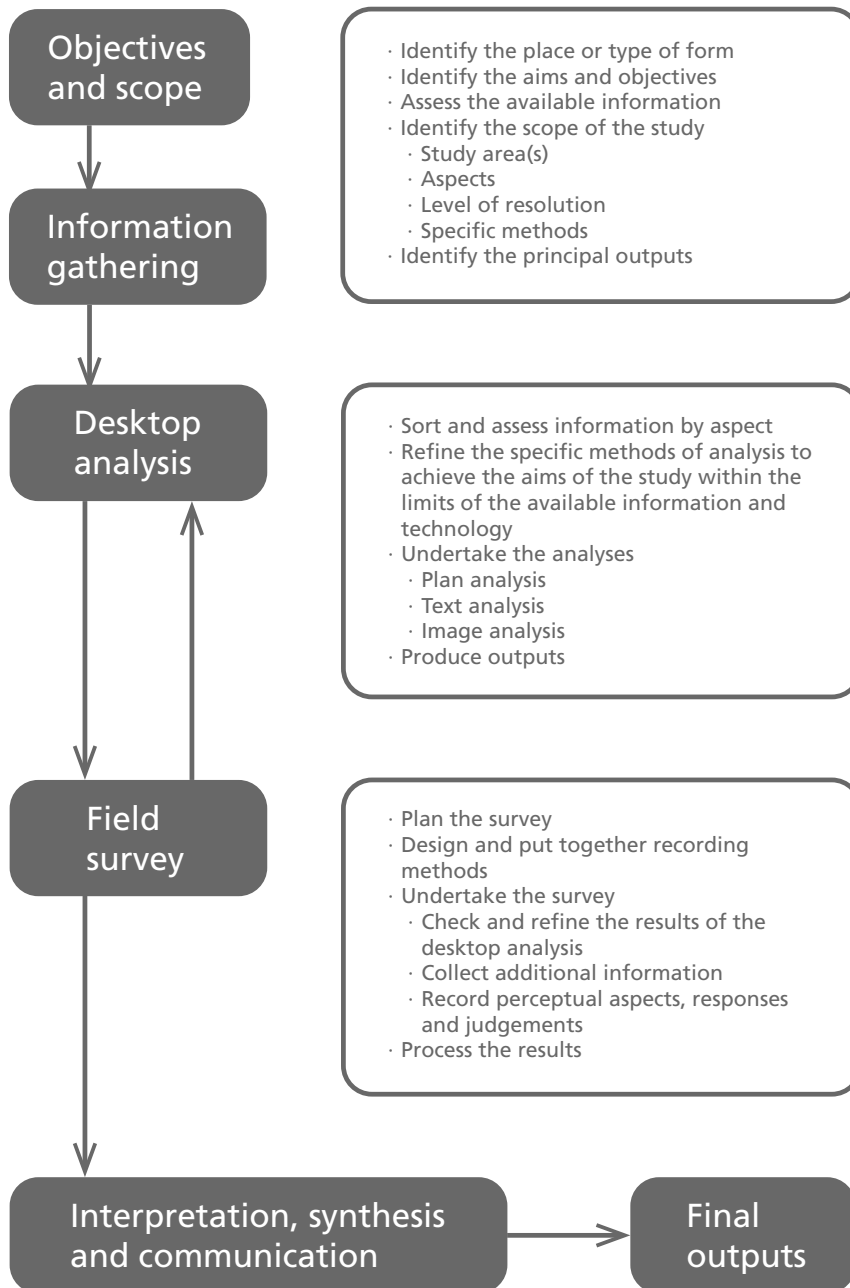 Objectives
and scope
· Identify the place or type of form
· Identify the aims and objectives
· Assess the available information
· Identify the scope of the study
· Study area(s)
· Aspects
· Level of resolution
· Specific methods
· Identify the principal outputs
Information
gathering
Desktop
analysis
· Sort and assess information by aspect
· Refine the specific methods of analysis to
achieve the aims of the study within the
limits of the available information and
technology
· Undertake the analyses
· Plan analysis
· Text analysis
· Image analysis
· Produce outputs
Field
survey
· Plan the survey
· Design and put together recording
methods
· Undertake the survey
· Check and refine the results of the
desktop analysis
· Collect additional information
· Record perceptual aspects, responses
and judgements
· Process the results
Interpretation, synthesis
and communication
Final
outputs